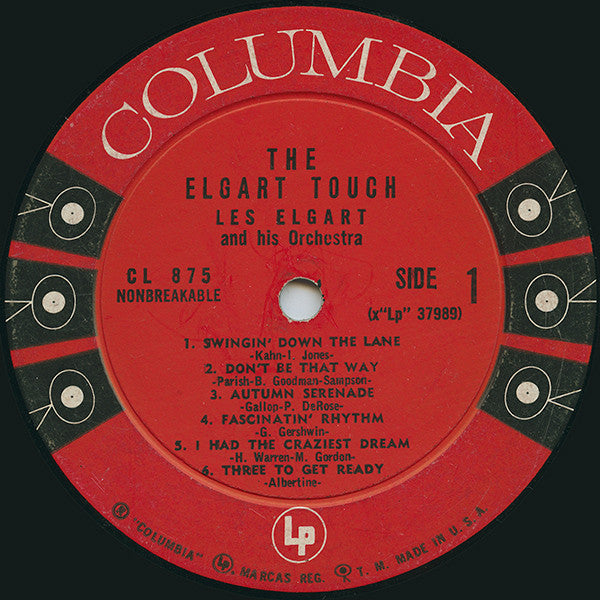 COLUMBIA
THE
ELGART TOUCH
LES ELGART
and his Orchestra
CL 875
NONBREAKABLE
SIDE 1
(x"Lp" 37989)
1. SWINGIN' DOWN THE LANE
-Kahn-I. Jones-
2. DON'T BE THAT WAY
-Parish-B. Goodman-Sampson-
3. AUTUMN SERENADE
-Gallop-P. DeRose-
4. FASCINATIN' RHYTHM
-G. Gershwin-
5. I HAD THE CRAZIEST DREAM
-H. Warren-M. Gordon-
6. THREE TO GET READY
-Albertine-
Lp
"COLUMBIA" Lp, MARCAS REG. T. M. MADE IN U. S. A.